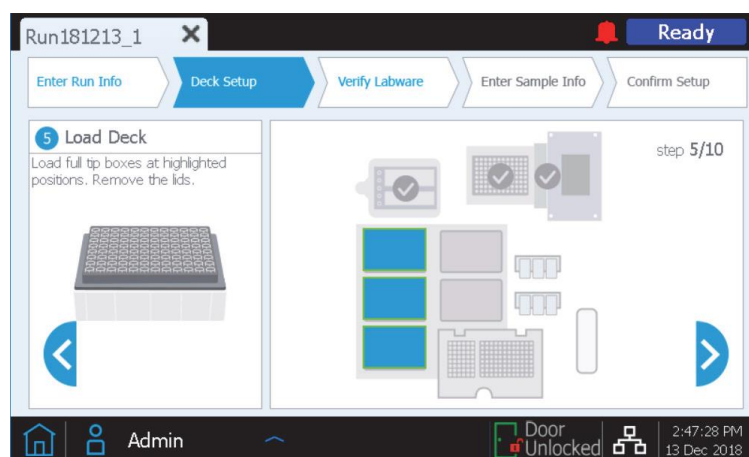 Run181213_1
Ready
Enter Run Info
Deck Setup
Verify Labware
Enter Sample Info
Confirm Setup
5 Load Deck
Load full tip boxes at highlighted
positions. Remove the lids.
step 5/10
Admin
Door
Unlocked
2:47:28 PM
13 Dec 2018